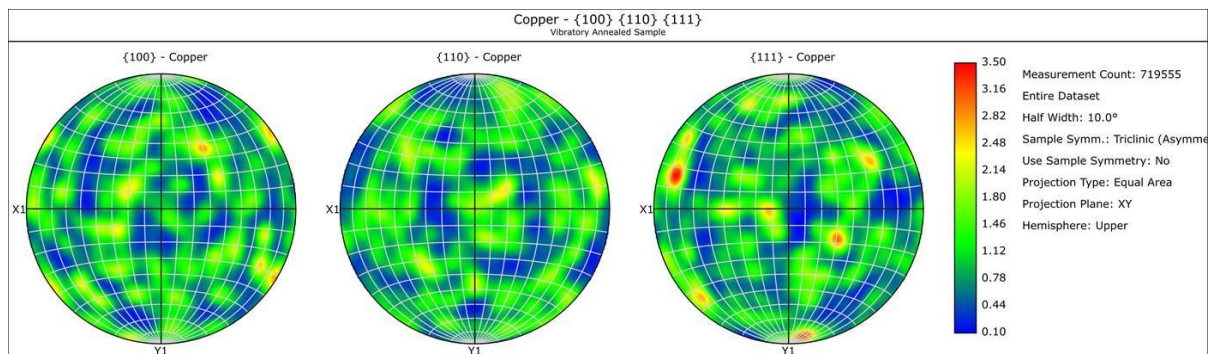 Copper - {100} {110} {111}
Vibratory Annealed Sample
{100} - Copper
{110} - Copper
{111} - Copper
X1
Y1
X1
Y1
X1
Y1
3.50
3.16
2.82
2.48
2.14
1.80
1.46
1.12
0.78
0.44
0.10
Measurement Count: 719555
Entire Dataset
Half Width: 10.0°
Sample Symm.: Triclinic (Asymme
Use Sample Symmetry: No
Projection Type: Equal Area
Projection Plane: XY
Hemisphere: Upper